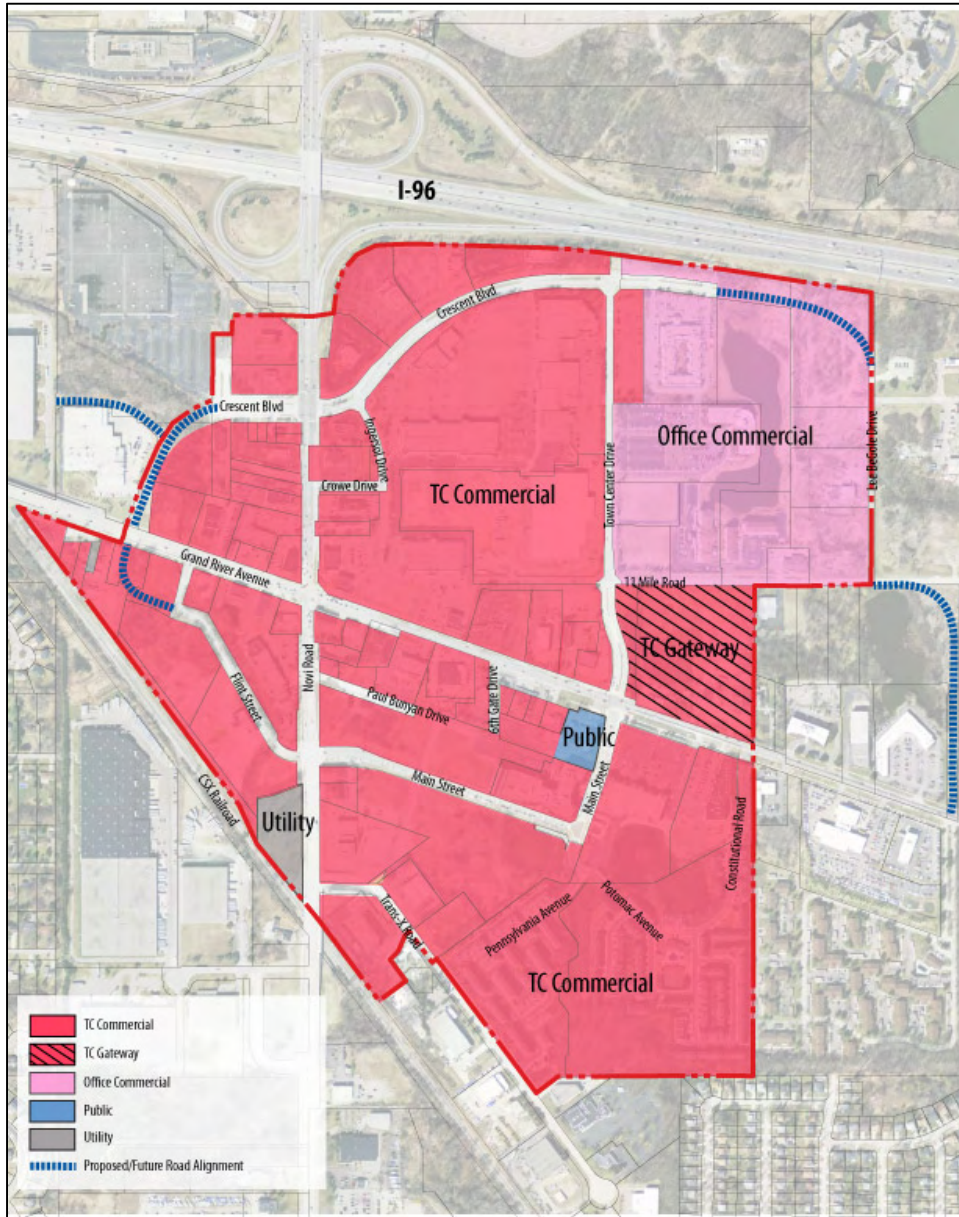 I-96
Crescent Blvd
Crescent Blvd
Ingersol Drive
Crowe Drive
TC Commercial
Town Center Drive
Office Commercial
Lee BeGole Drive
Grand River Avenue
11 Mile Road
TC Gateway
Novi Road
Flint Street
Paul Bunyan Drive
6th Gate Drive
Public
Main Street
Main Street
CSX Railroad
Utility
Trans-X Road
Pennsylvania Avenue
Potomac Avenue
Constitutional Road
TC Commercial
TC Commercial
TC Gateway
Office Commercial
Public
Utility
Proposed/Future Road Alignment